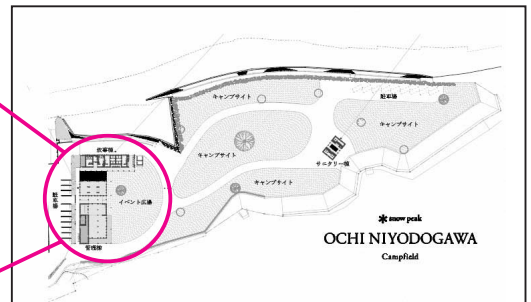 キャンプサイト
駐車場
キャンプサイト
炊事棟
キャンプサイト
サニタリー棟
キャンプサイト
イベント広場
駐車場
管理棟
snow peak
OCHI NIYODOGAWA
Campfield